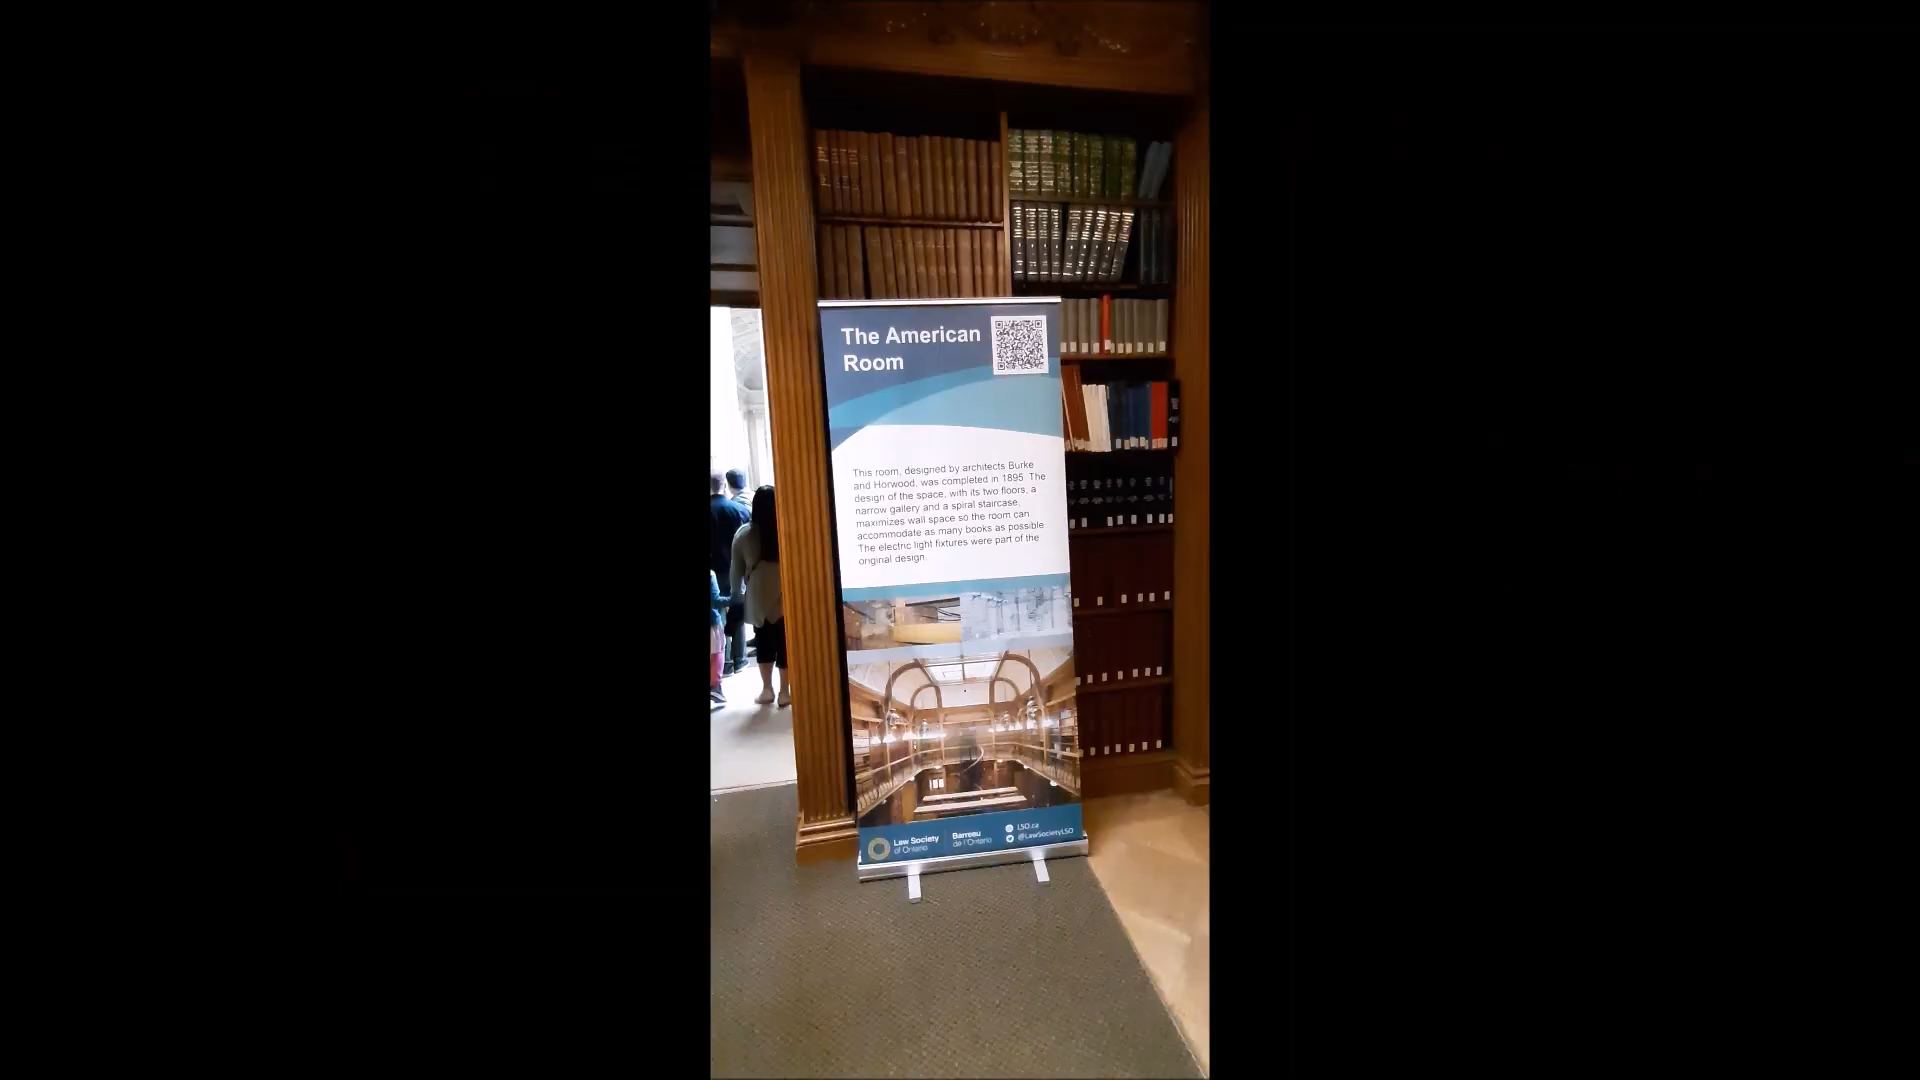 The American
Room
This room, designed by architects Burke
and Horwood, was completed in 1895. The
design of the space, with its two floors, a
narrow gallery and a spiral staircase,
maximizes wall space so the room can
accommodate as many books as possible.
The electric light fixtures were part of the
original design.
Law Society
of Ontario
Barreau
de l'Ontario
LSO.ca
@LawSocietyLSO